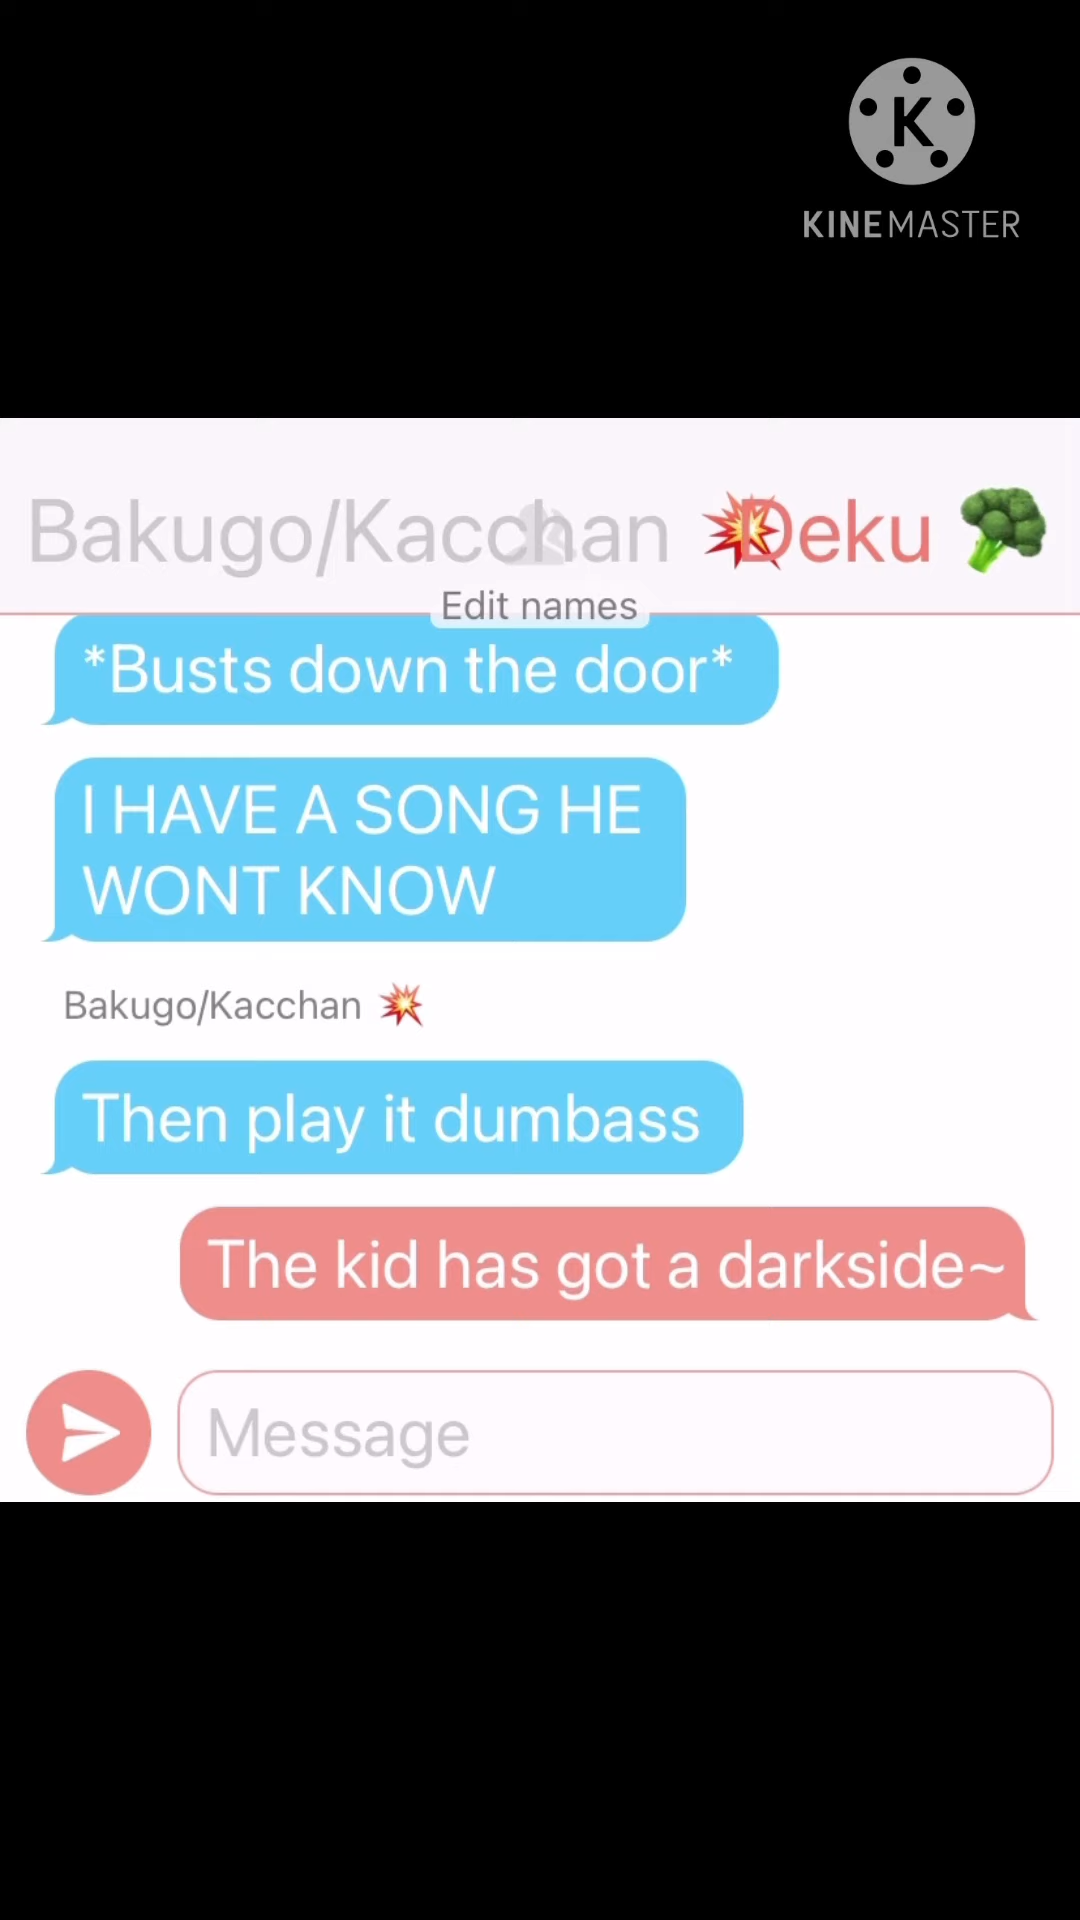 K
KINEMASTER
Bakugo/Kacchan 💥Deku 🥦
Edit names
*Busts down the door*
I HAVE A SONG HE
WONT KNOW
Bakugo/Kacchan 💥
Then play it dumbass
The kid has got a darkside~
Message